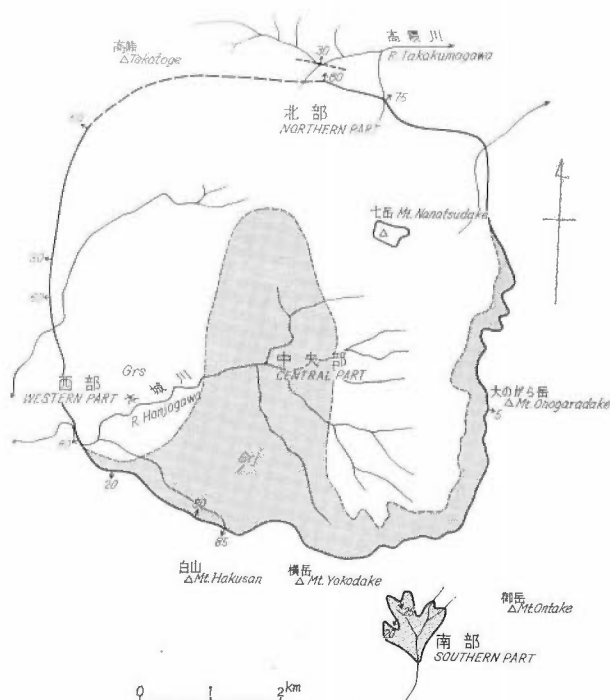 高峠
△Takatoge
30
高隈川
R. Takakumagawa
80
75
北部
NORTHERN PART
七岳 Mt. Nanatsudake
△
Grs
西部
WESTERN PART
本城川
R. Honjogawa
中央部
CENTRAL PART
大のがら岳
△Mt. Onogaradake
5
20
85
白山
△Mt. Hakusan
横岳
△Mt. Yokodake
御岳
△Mt. Ontake
南部
SOUTHERN PART
0 1 2km